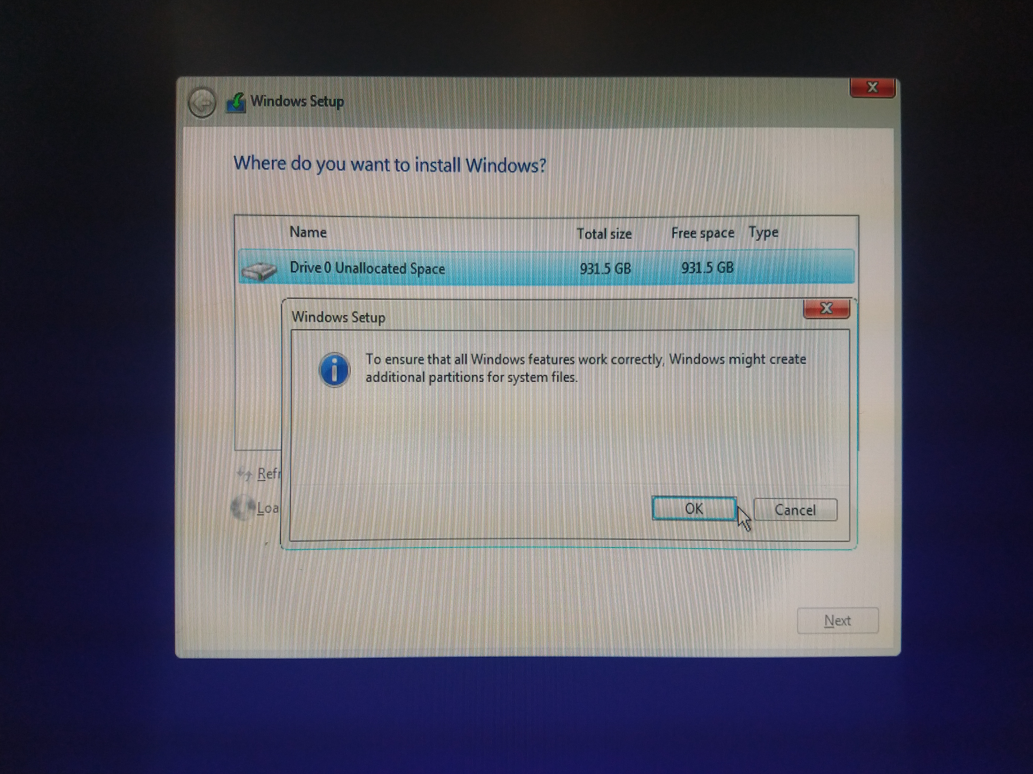 Windows Setup
Where do you want to install Windows?
Name Total size Free space Type
Drive 0 Unallocated Space 931.5 GB 931.5 GB
Windows Setup
To ensure that all Windows features work correctly, Windows might create
additional partitions for system files.
Refr
Loa
OK Cancel
Next